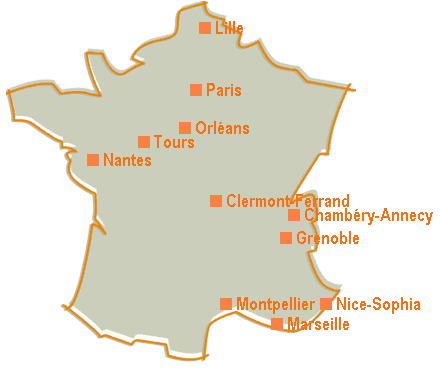 Lille
Paris
Orléans
Tours
Nantes
Clermont-Ferrand
Chambéry-Annecy
Grenoble
Montpellier
Nice-Sophia
Marseille